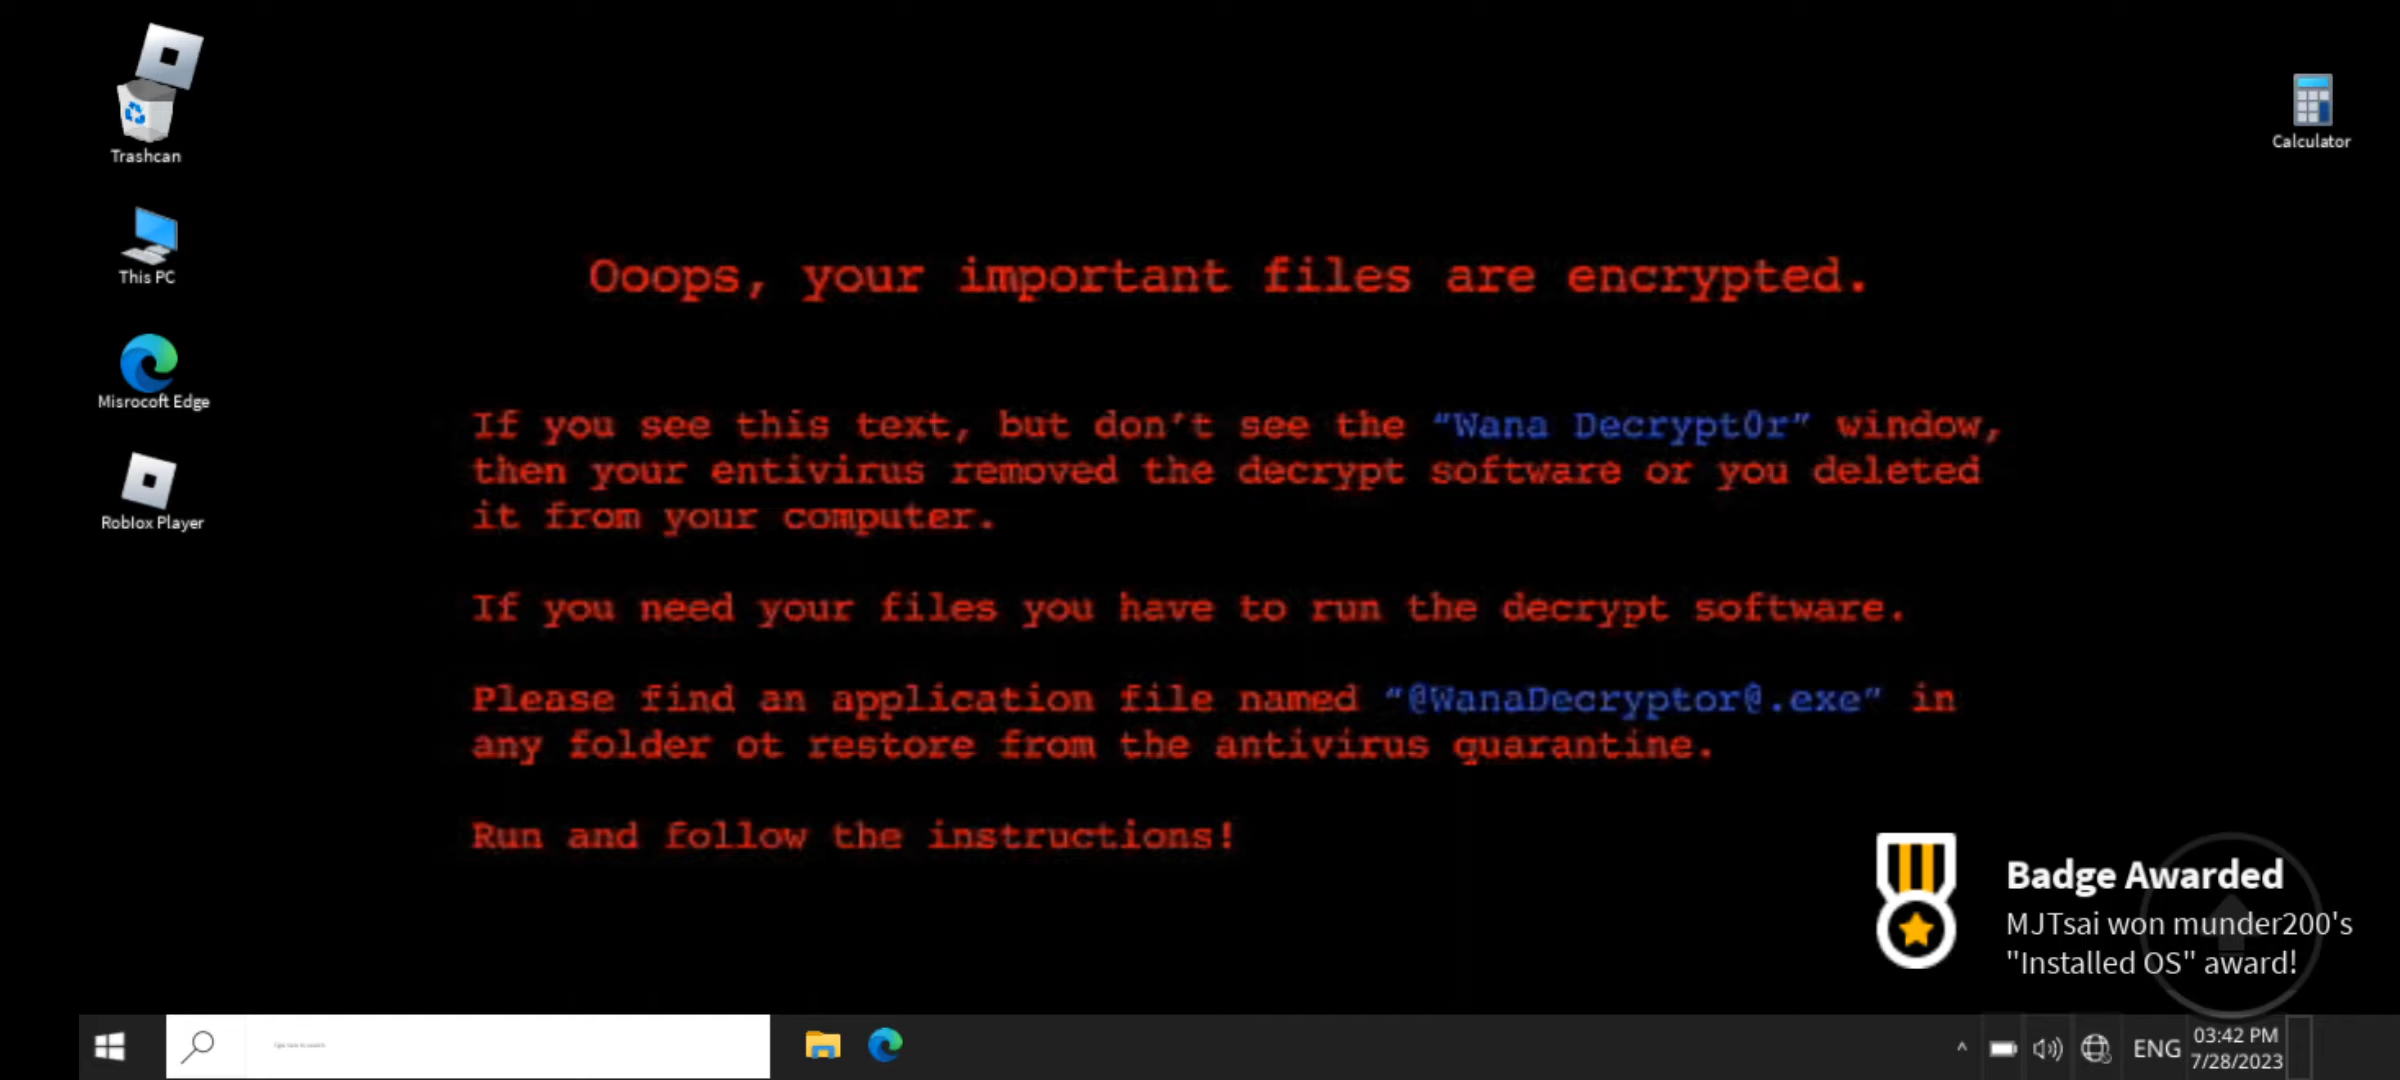 Trashcan
This PC
Misrocoft Edge
Roblox Player
Calculator
Ooops, your important files are encrypted.
If you see this text, but don't see the "Wana Decrypt0r" window,
then your entivirus removed the decrypt software or you deleted
it from your computer.
If you need your files you have to run the decrypt software.
Please find an application file named "@WanaDecryptor@.exe" in
any folder ot restore from the antivirus quarantine.
Run and follow the instructions!
Badge Awarded
MJTsai won munder200's
"Installed OS" award!
ENG
03:42 PM
7/28/2023